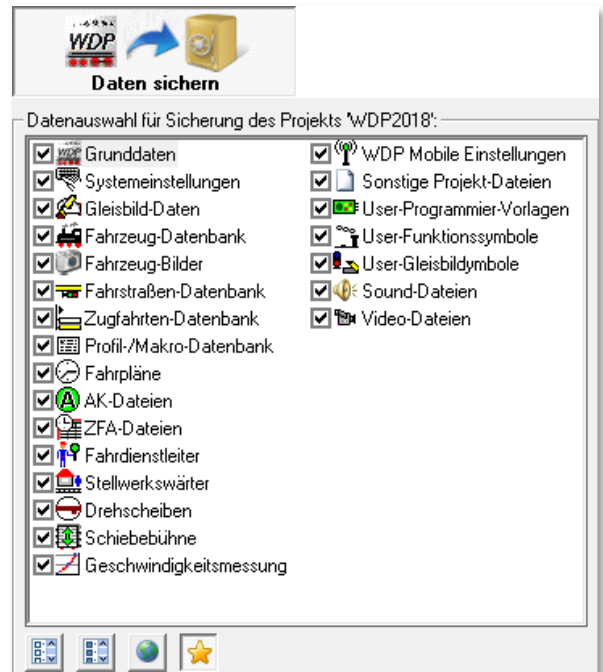 WDP
Daten sichern
Datenauswahl für Sicherung des Projekts 'WDP2018':
Grunddaten
Systemeinstellungen
Gleisbild-Daten
Fahrzeug-Datenbank
Fahrzeug-Bilder
Fahrstraßen-Datenbank
Zugfahrten-Datenbank
Profil-/Makro-Datenbank
Fahrpläne
AK-Dateien
ZFA-Dateien
Fahrdienstleiter
Stellwerkswärter
Drehscheiben
Schiebebühne
Geschwindigkeitsmessung
WDP Mobile Einstellungen
Sonstige Projekt-Dateien
User-Programmier-Vorlagen
User-Funktionssymbole
User-Gleisbildymbole
Sound-Dateien
Video-Dateien